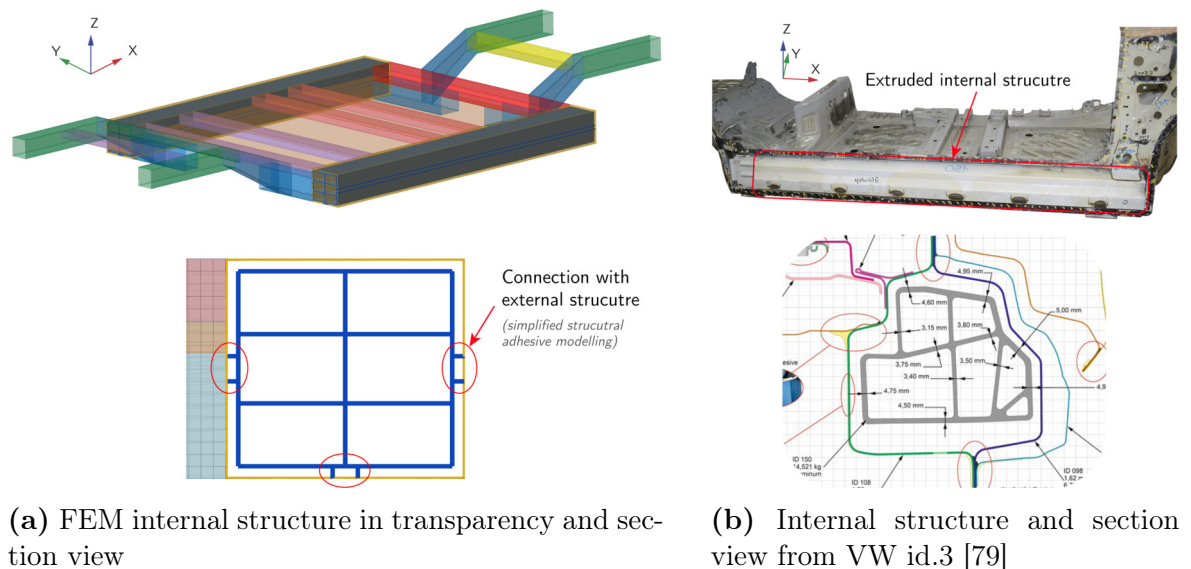 Z
Y
X
Z
Y
X
Extruded internal strucutre
Connection with
external strucutre
(simplified strucutral
adhesive modelling)
4,95 mm
4,60 mm
5,00 mm
3,15 mm
3,80 mm
3,75 mm
3,50 mm
3,40 mm
4,75 mm
4,9
4,50 mm
ID 150
ID 108
ID 098
(a) FEM internal structure in transparency and sec-
tion view
(b) Internal structure and section
view from VW id.3 [79]